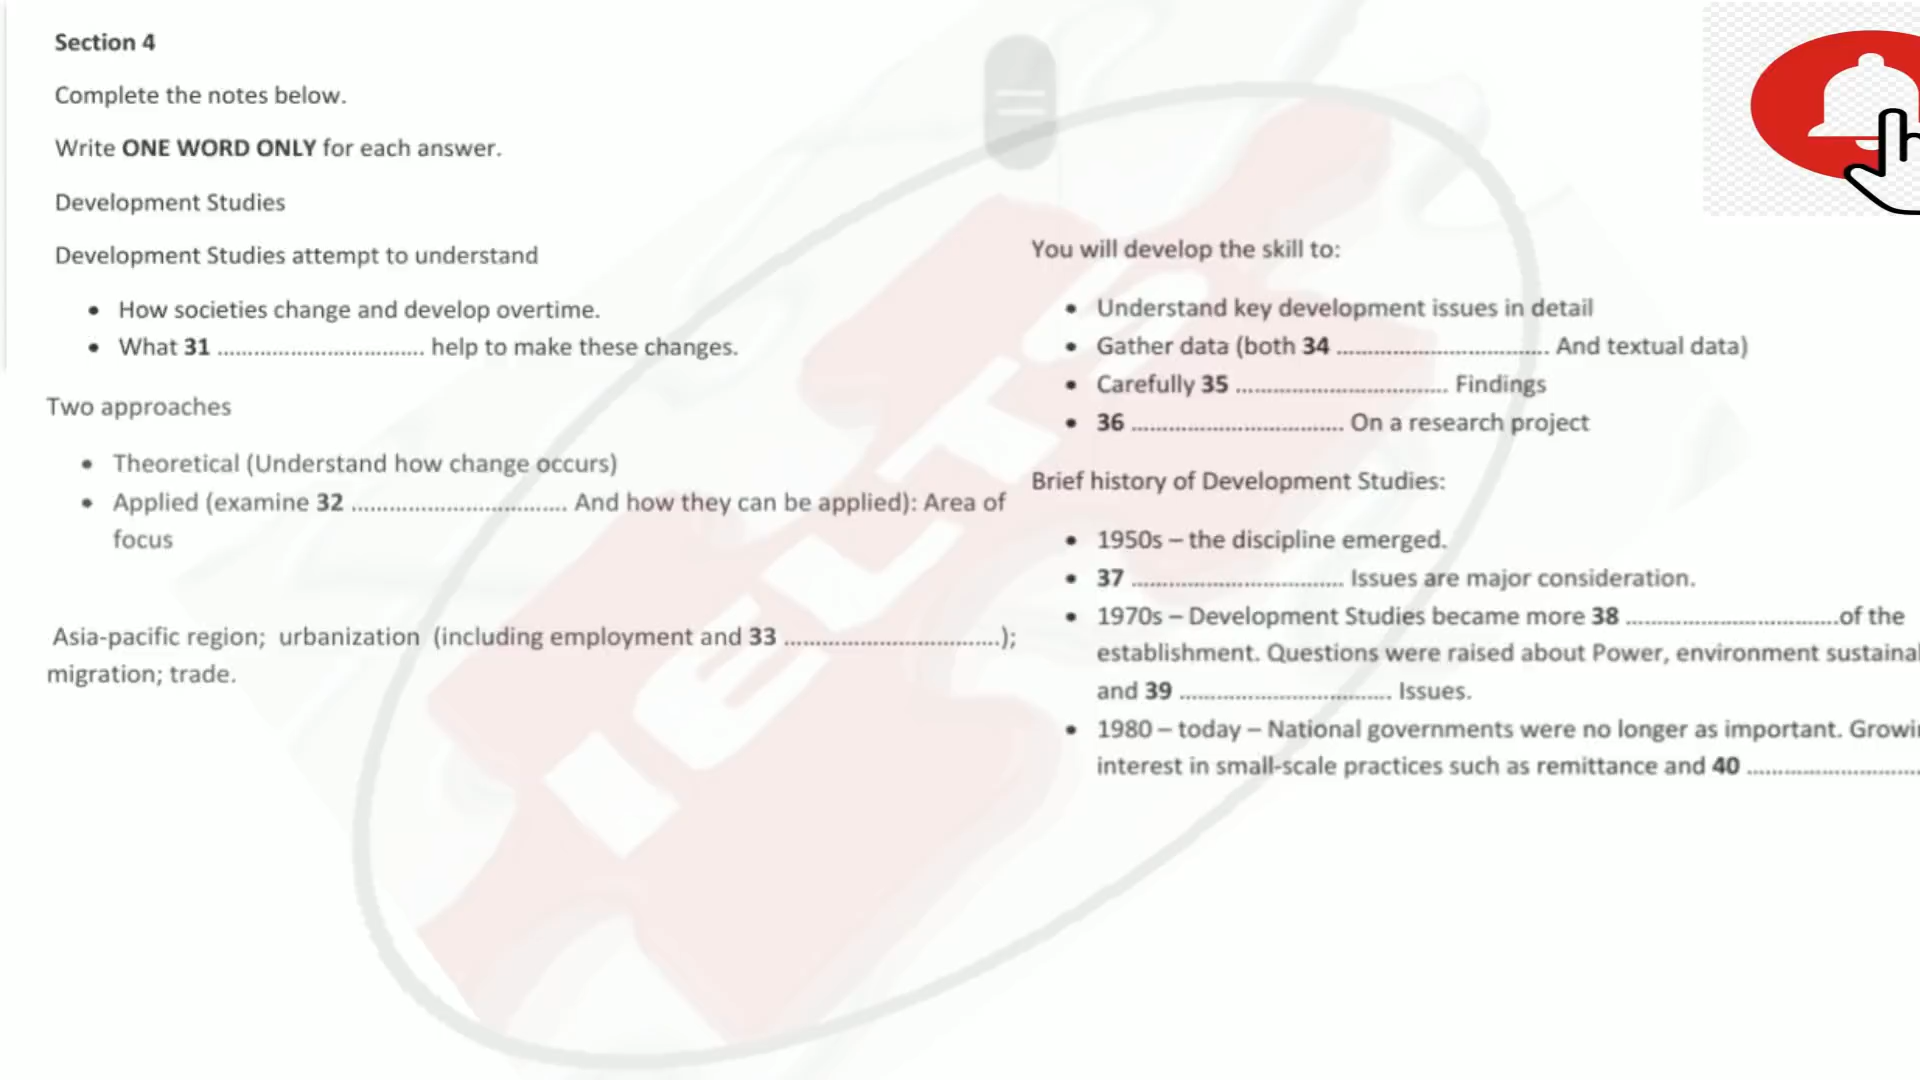 Section 4
Complete the notes below.
Write ONE WORD ONLY for each answer.
Development Studies
Development Studies attempt to understand
• How societies change and develop overtime.
• What 31 .................................. help to make these changes.
Two approaches
• Theoretical (Understand how change occurs)
• Applied (examine 32 ................................... And how they can be applied): Area of
focus
Asia-pacific region; urbanization (including employment and 33 ...................................);
migration; trade.
You will develop the skill to:
• Understand key development issues in detail
• Gather data (both 34 .................................. And textual data)
• Carefully 35 .................................. Findings
• 36 .................................. On a research project
Brief history of Development Studies:
• 1950s – the discipline emerged.
• 37 .................................. Issues are major consideration.
• 1970s – Development Studies became more 38 ..................................of the
establishment. Questions were raised about Power, environment
and 39 .................................. Issues.
• 1980 – today – National governments were no longer as important.
interest in small-scale practices such as remittance and 40 ............................
IELTS